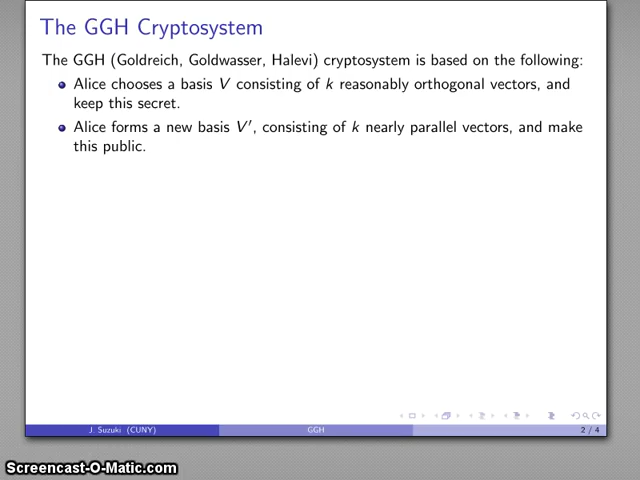 The GGH Cryptosystem
The GGH (Goldreich, Goldwasser, Halevi) cryptosystem is based on the following:
Alice chooses a basis V consisting of k reasonably orthogonal vectors, and
keep this secret.
Alice forms a new basis V′, consisting of k nearly parallel vectors, and make
this public.
J. Suzuki (CUNY) GGH 2 / 4
Screencast-O-Matic.com